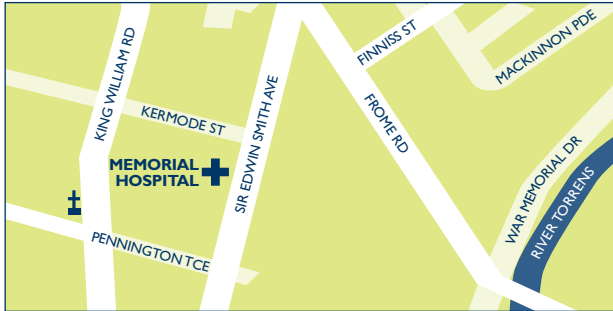 KING WILLIAM RD
KERMODE ST
MEMORIAL
HOSPITAL
PENNINGTON TCE
SIR EDWIN SMITH AVE
FINNISS ST
FROME RD
MACKINNON PDE
WAR MEMORIAL DR
RIVER TORRENS